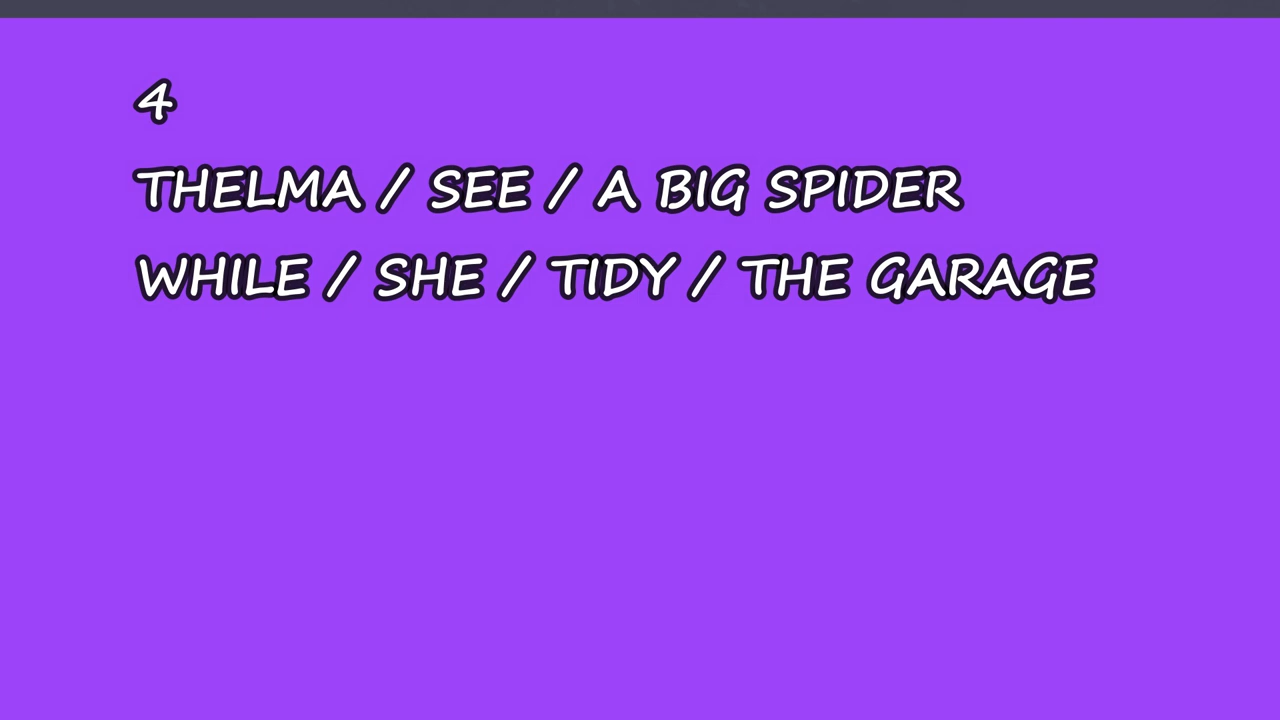 4
THELMA / SEE / A BIG SPIDER
WHILE / SHE / TIDY / THE GARAGE